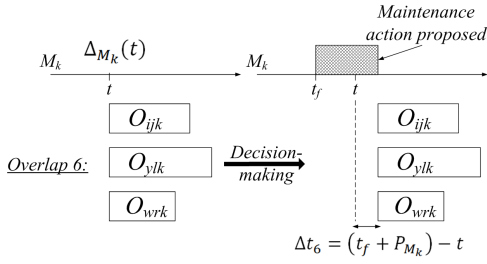 Maintenance
action proposed
Δ_{M_k}(t)
M_k
M_k
t
t_f
t
O_{ijk}
O_{ijk}
Overlap 6:
O_{ylk}
Decision-
making
O_{ylk}
O_{wrk}
O_{wrk}
Δt_6 = (t_f + P_{M_k}) − t